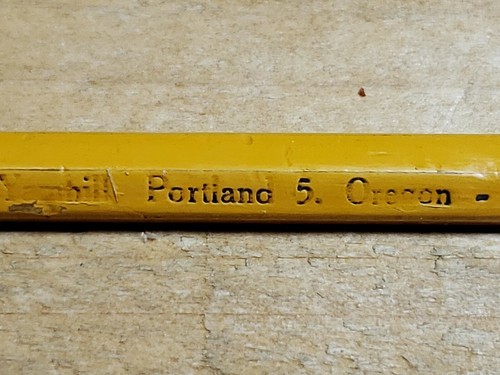 Portland 5. Oregon -